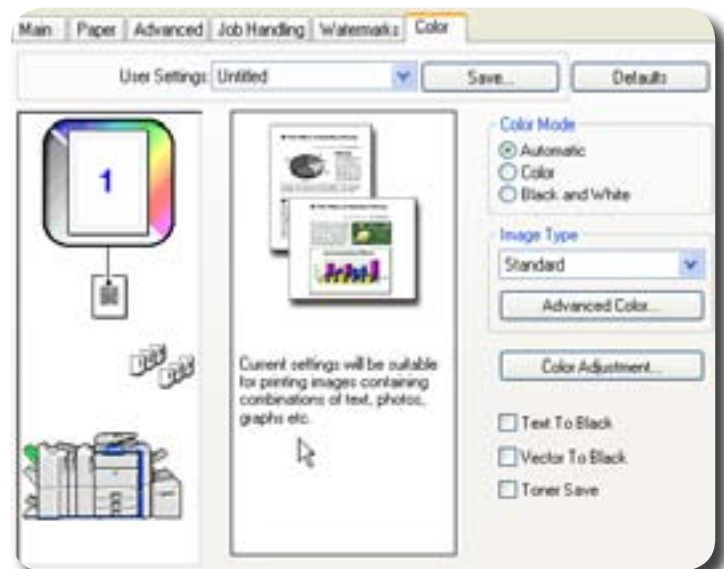 Main Paper Advanced Job Handling Watermarks Color
User Settings: Untitled Save... Defaults
1
Current settings will be suitable
for printing images containing
combinations of text, photos,
graphs etc.
Color Mode
Automatic
Color
Black and White
Image Type
Standard
Advanced Color...
Color Adjustment...
Text To Black
Vector To Black
Toner Save